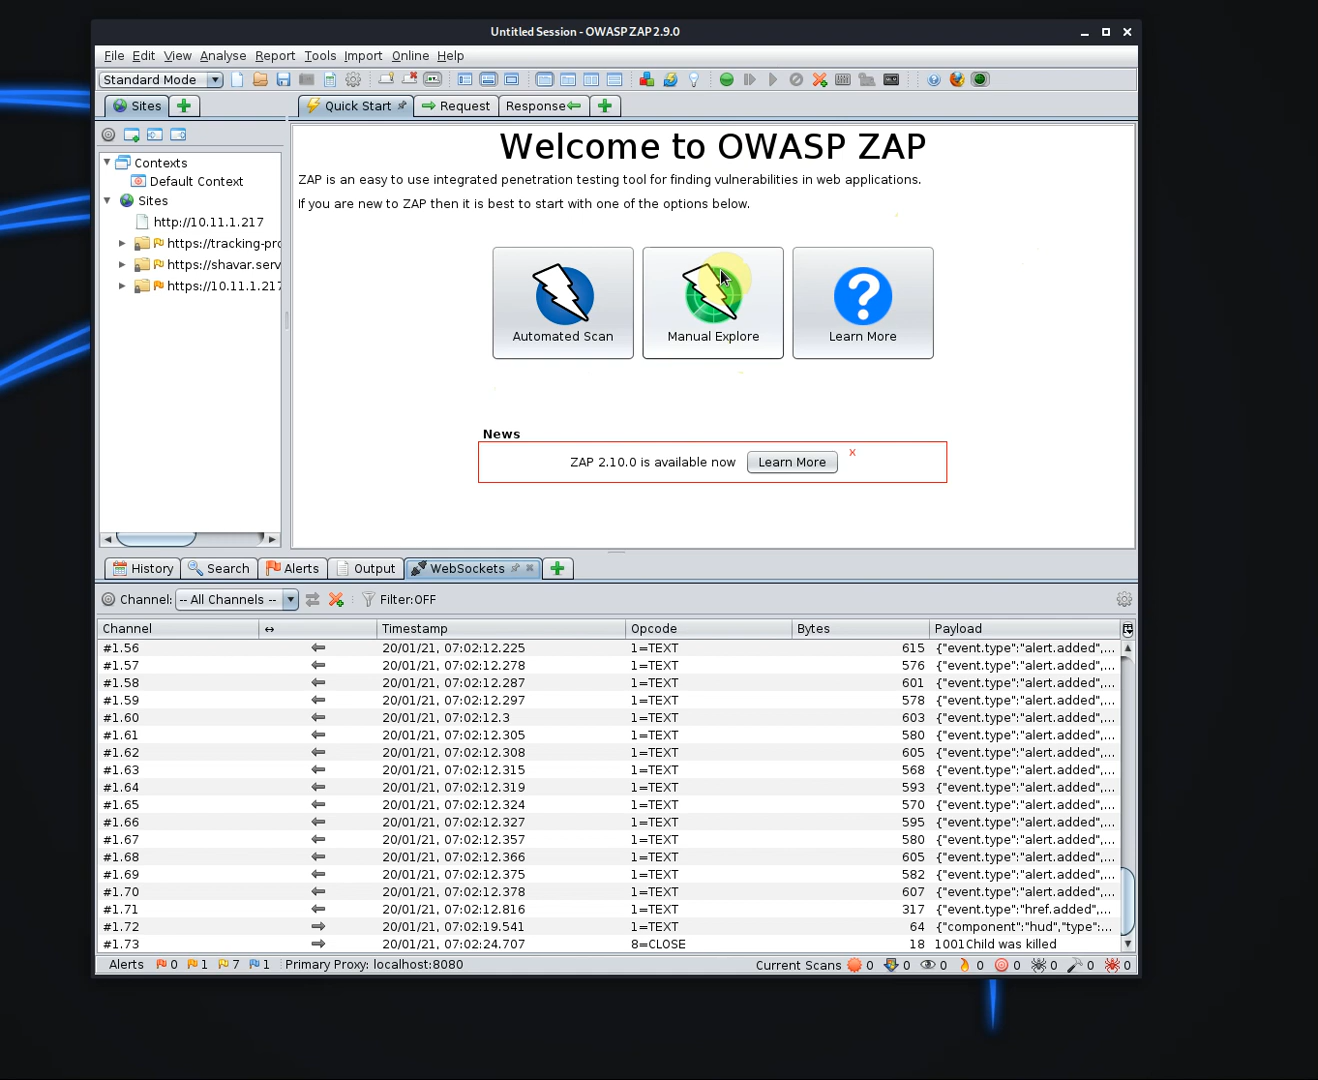 Untitled Session - OWASP ZAP 2.9.0
File Edit View Analyse Report Tools Import Online Help
Standard Mode
Sites
Quick Start Request Response
Contexts
Default Context
Sites
http://10.11.1.217
https://tracking-pro
https://shavar.serv
https://10.11.1.217
Welcome to OWASP ZAP
ZAP is an easy to use integrated penetration testing tool for finding vulnerabilities in web applications.
If you are new to ZAP then it is best to start with one of the options below.
Automated Scan Manual Explore Learn More
News
ZAP 2.10.0 is available now Learn More x
History Search Alerts Output WebSockets
Channel: -- All Channels -- Filter:OFF
Channel Timestamp Opcode Bytes Payload
#1.56 20/01/21, 07:02:12.225 1=TEXT 615 {"event.type":"alert.added",...
#1.57 20/01/21, 07:02:12.278 1=TEXT 576 {"event.type":"alert.added",...
#1.58 20/01/21, 07:02:12.287 1=TEXT 601 {"event.type":"alert.added",...
#1.59 20/01/21, 07:02:12.297 1=TEXT 578 {"event.type":"alert.added",...
#1.60 20/01/21, 07:02:12.3 1=TEXT 603 {"event.type":"alert.added",...
#1.61 20/01/21, 07:02:12.305 1=TEXT 580 {"event.type":"alert.added",...
#1.62 20/01/21, 07:02:12.308 1=TEXT 605 {"event.type":"alert.added",...
#1.63 20/01/21, 07:02:12.315 1=TEXT 568 {"event.type":"alert.added",...
#1.64 20/01/21, 07:02:12.319 1=TEXT 593 {"event.type":"alert.added",...
#1.65 20/01/21, 07:02:12.324 1=TEXT 570 {"event.type":"alert.added",...
#1.66 20/01/21, 07:02:12.327 1=TEXT 595 {"event.type":"alert.added",...
#1.67 20/01/21, 07:02:12.357 1=TEXT 580 {"event.type":"alert.added",...
#1.68 20/01/21, 07:02:12.366 1=TEXT 605 {"event.type":"alert.added",...
#1.69 20/01/21, 07:02:12.375 1=TEXT 582 {"event.type":"alert.added",...
#1.70 20/01/21, 07:02:12.378 1=TEXT 607 {"event.type":"alert.added",...
#1.71 20/01/21, 07:02:12.816 1=TEXT 317 {"event.type":"href.added",...
#1.72 20/01/21, 07:02:19.541 1=TEXT 64 {"component":"hud","type":...
#1.73 20/01/21, 07:02:24.707 8=CLOSE 18 1001Child was killed
Alerts 0 1 7 1 Primary Proxy: localhost:8080 Current Scans 0 0 0 0 0 0 0 0